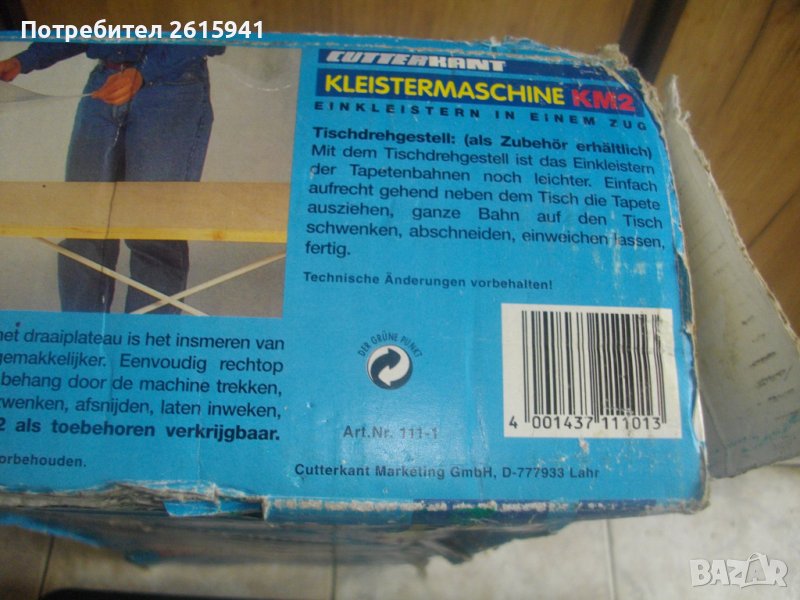 Потребител 2615941
CUTTERKANT
KLEISTERMASCHINE KM2
EINKLEISTERN IN EINEM ZUG
Tischdrehgestell: (als Zubehör erhältlich)
Mit dem Tischdrehgestell ist das Einkleistern
der Tapetenbahnen noch leichter. Einfach
aufrecht gehend neben dem Tisch die Tapete
ausziehen, ganze Bahn auf den Tisch
schwenken, abschneiden, einweichen lassen,
fertig.
Technische Änderungen vorbehalten!
draaiplateau is het insmeren van
gemakkelijker. Eenvoudig rechtop
behang door de machine trekken,
afsnijden, laten inweken,
2 als toebehoren verkrijgbaar.
DER GRÜNE PUNKT
Art.Nr. 111-1
4 001437 111013
Cutterkant Marketing GmbH, D-777933 Lahr
BAZAR